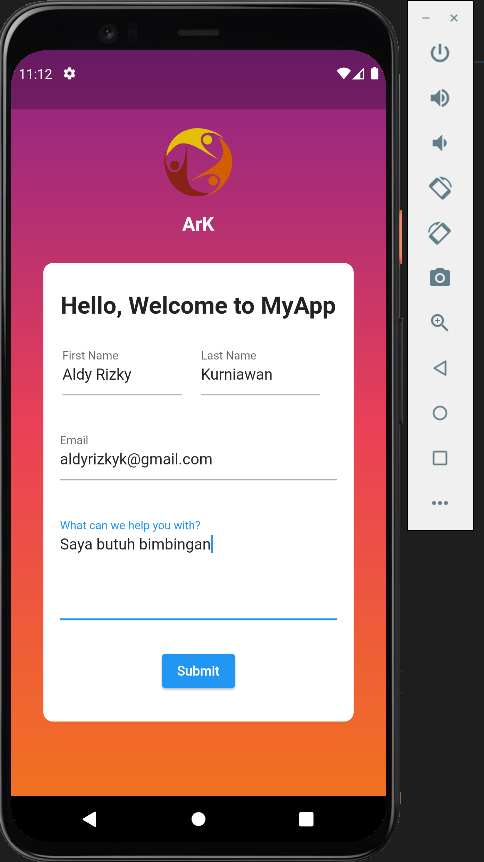 11:12
ArK
Hello, Welcome to MyApp
First Name Last Name
Aldy Rizky Kurniawan
Email
aldyrizkyk@gmail.com
What can we help you with?
Saya butuh bimbingan
Submit